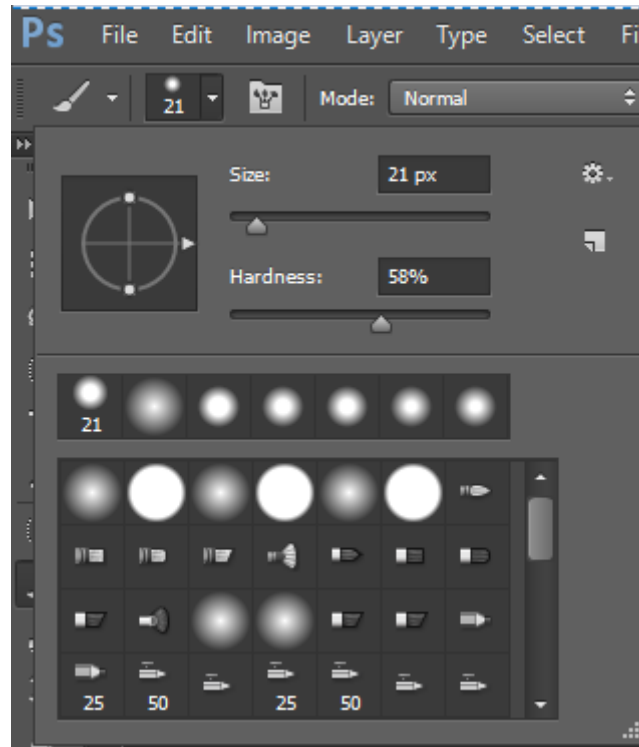 Ps File Edit Image Layer Type Select Fi
21 Mode: Normal
Size: 21 px
Hardness: 58%
21
25 50 25 50